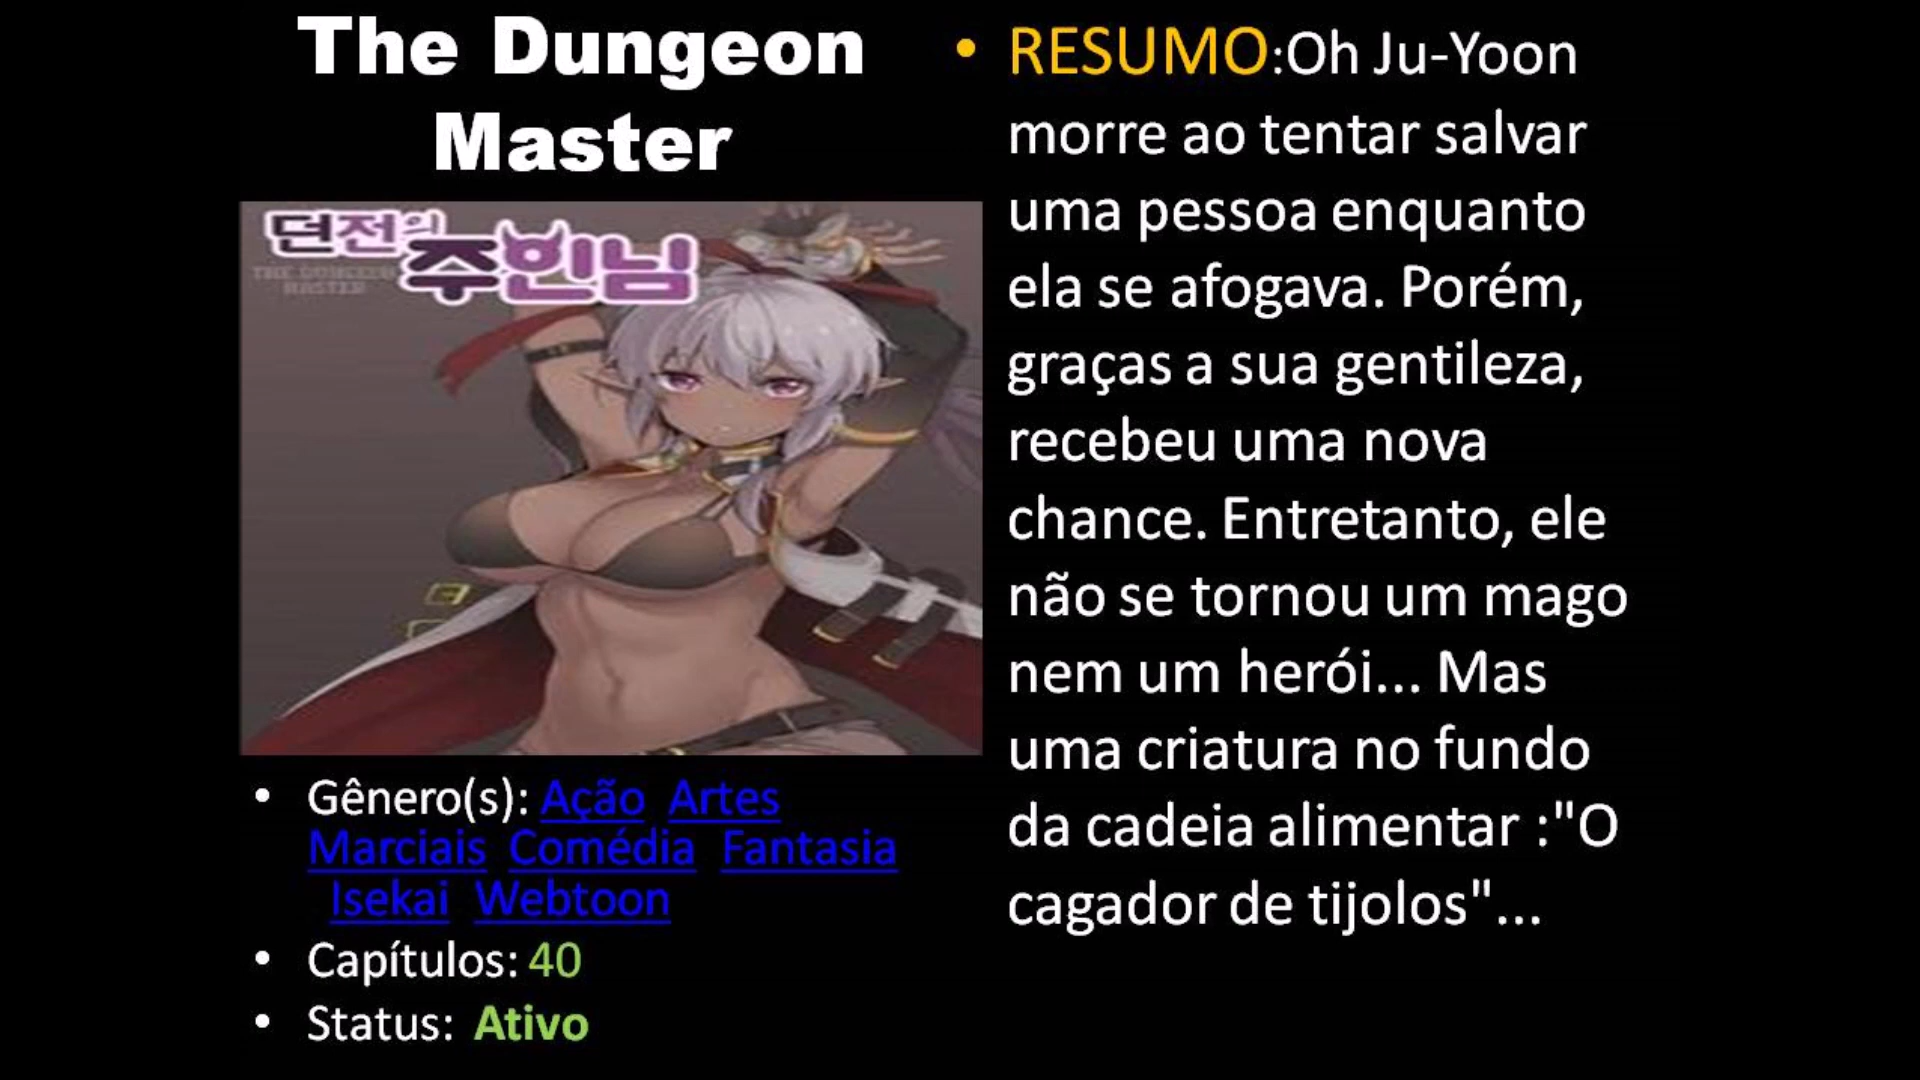 The Dungeon
Master
던전의
주인님
THE DUNGEON
MASTER
• Gênero(s): Ação Artes
Marciais Comédia Fantasia
Isekai Webtoon
• Capítulos: 40
• Status: Ativo
• RESUMO:Oh Ju-Yoon
morre ao tentar salvar
uma pessoa enquanto
ela se afogava. Porém,
graças a sua gentileza,
recebeu uma nova
chance. Entretanto, ele
não se tornou um mago
nem um herói... Mas
uma criatura no fundo
da cadeia alimentar :"O
cagador de tijolos"...